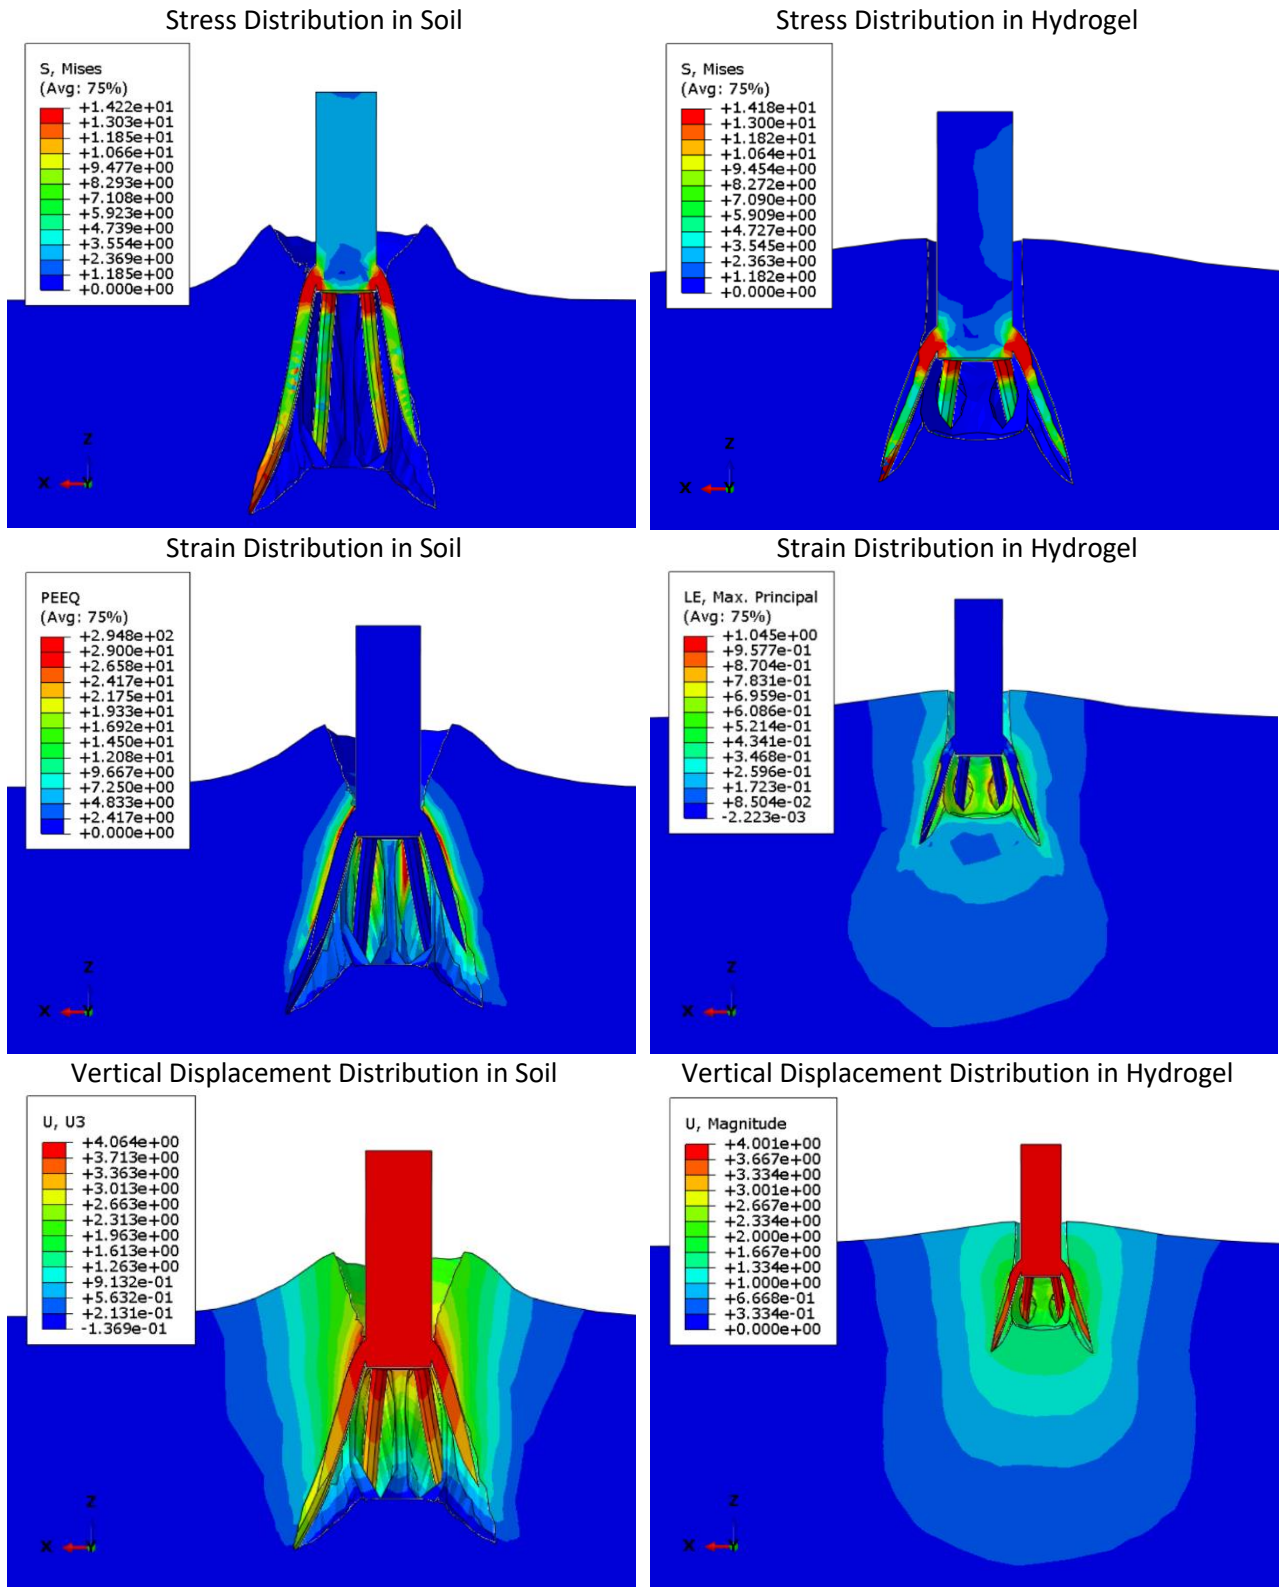 Stress Distribution in Soil
S, Mises
(Avg: 75%)
+1.422e+01
+1.303e+01
+1.185e+01
+1.066e+01
+9.477e+00
+8.293e+00
+7.108e+00
+5.923e+00
+4.739e+00
+3.554e+00
+2.369e+00
+1.185e+00
+0.000e+00
Z
X
Y
Stress Distribution in Hydrogel
S, Mises
(Avg: 75%)
+1.418e+01
+1.300e+01
+1.182e+01
+1.064e+01
+9.454e+00
+8.272e+00
+7.090e+00
+5.909e+00
+4.727e+00
+3.545e+00
+2.363e+00
+1.182e+00
+0.000e+00
Z
X
Y
Strain Distribution in Soil
PEEQ
(Avg: 75%)
+2.948e+02
+2.900e+01
+2.658e+01
+2.417e+01
+2.175e+01
+1.933e+01
+1.692e+01
+1.450e+01
+1.208e+01
+9.667e+00
+7.250e+00
+4.833e+00
+2.417e+00
+0.000e+00
Z
X
Y
Strain Distribution in Hydrogel
LE, Max. Principal
(Avg: 75%)
+1.045e+00
+9.577e-01
+8.704e-01
+7.831e-01
+6.959e-01
+6.086e-01
+5.214e-01
+4.341e-01
+3.468e-01
+2.596e-01
+1.723e-01
+8.504e-02
-2.223e-03
Z
X
Y
Vertical Displacement Distribution in Soil
U, U3
+4.064e+00
+3.713e+00
+3.363e+00
+3.013e+00
+2.663e+00
+2.313e+00
+1.963e+00
+1.613e+00
+1.263e+00
+9.132e-01
+5.632e-01
+2.131e-01
-1.369e-01
Z
X
Y
Vertical Displacement Distribution in Hydrogel
U, Magnitude
+4.001e+00
+3.667e+00
+3.334e+00
+3.001e+00
+2.667e+00
+2.334e+00
+2.000e+00
+1.667e+00
+1.334e+00
+1.000e+00
+6.668e-01
+3.334e-01
+0.000e+00
Z
X
Y